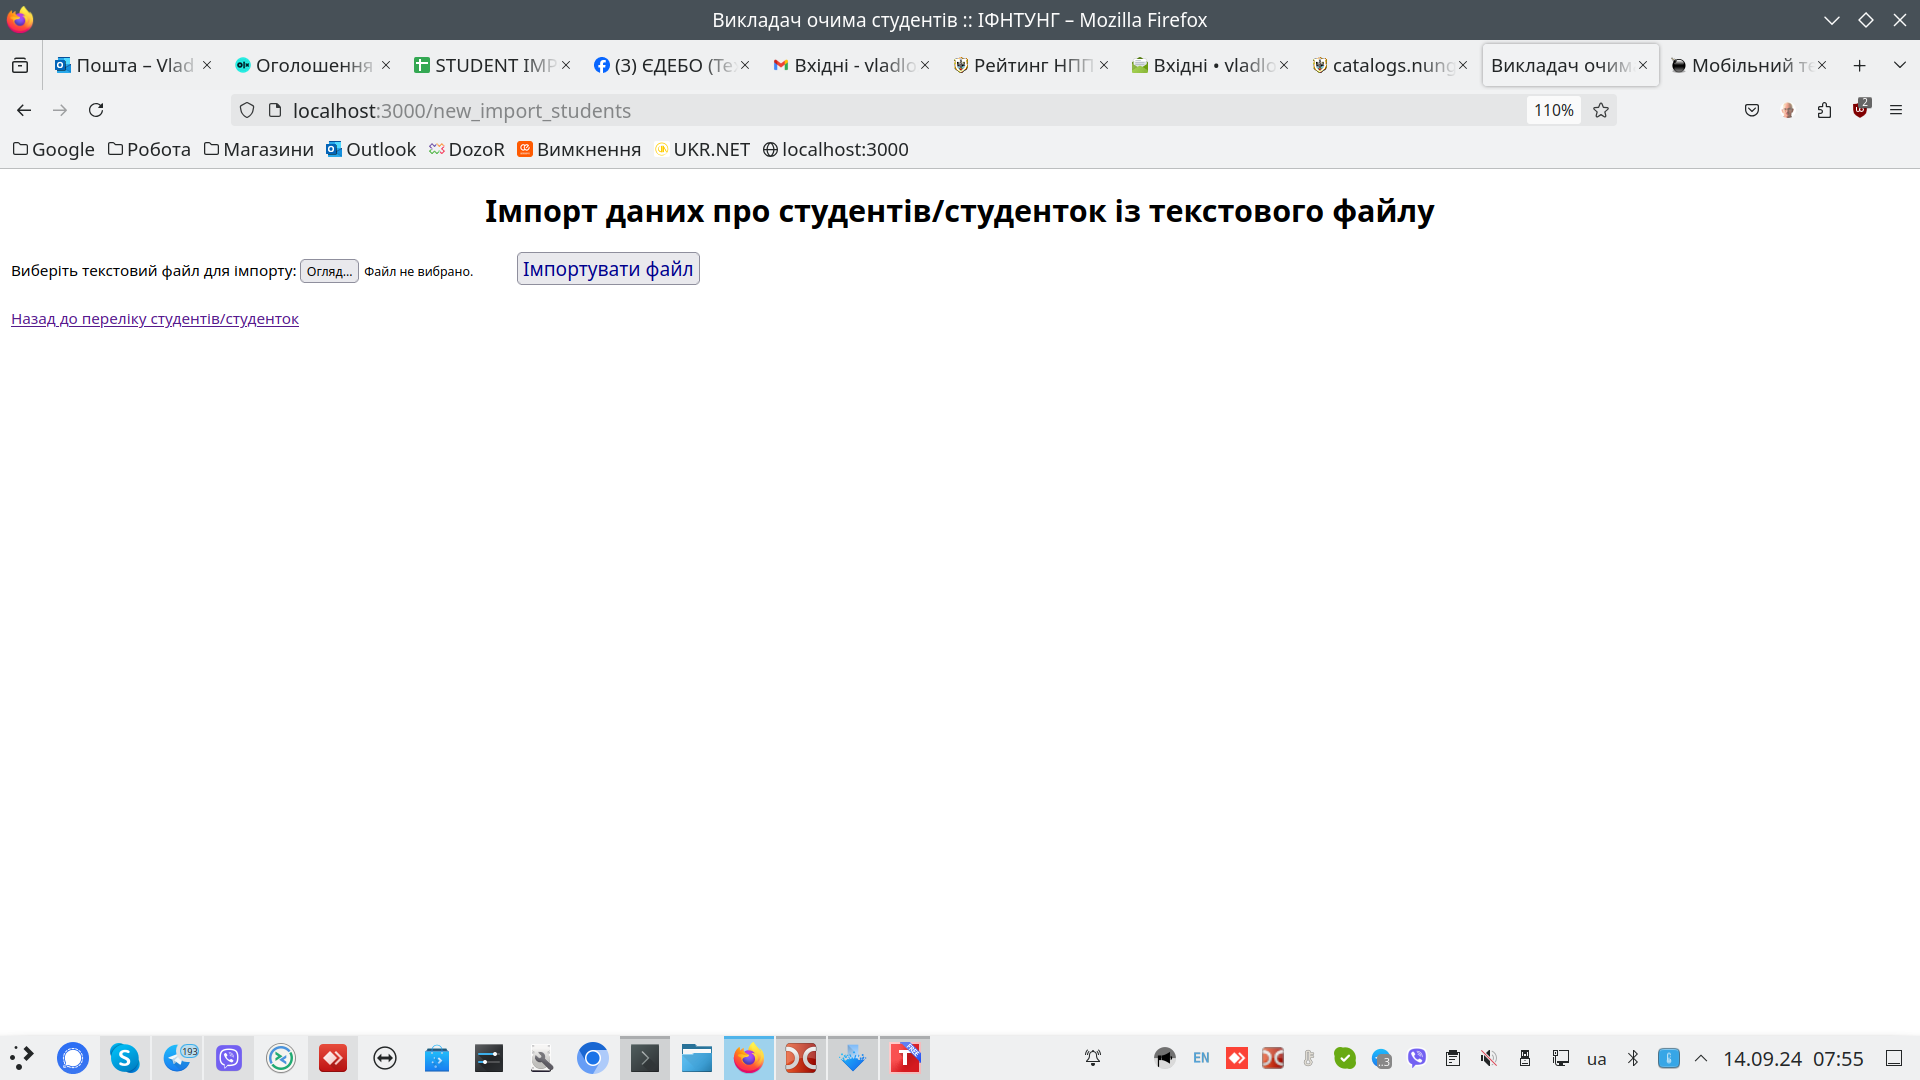 Викладач очима студентів :: ІФНТУНГ – Mozilla Firefox
Пошта – Vlad
Оголошення
STUDENT IMP
(3) ЄДЕБО (Те
Вхідні - vladlo
Рейтинг НПП
Вхідні • vladlo
catalogs.nung
Викладач очим
Мобільний те
localhost:3000/new_import_students
110%
2
Google
Робота
Магазини
Outlook
DozoR
Вимкнення
UKR.NET
localhost:3000
Імпорт даних про студентів/студенток із текстового файлу
Виберіть текстовий файл для імпорту: Огляд... Файл не вибрано. Імпортувати файл
Назад до переліку студентів/студенток
193
EN
ua
14.09.24 07:55